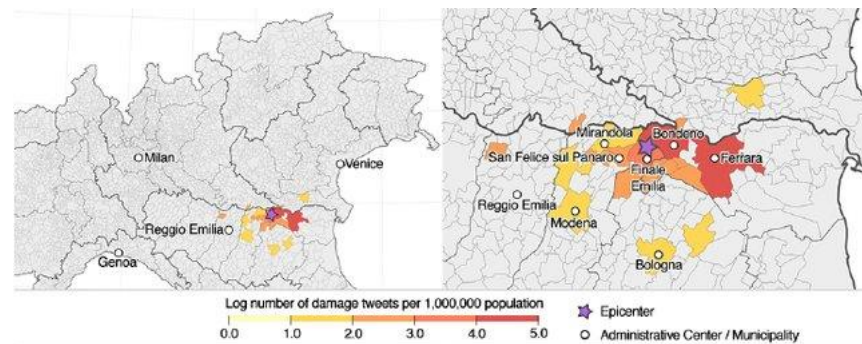 Milan
Venice
Reggio Emilia
Genoa
Mirandola
Bondeno
San Felice sul Panaro
Ferrara
Finale
Emilia
Reggio Emilia
Modena
Bologna
Log number of damage tweets per 1,000,000 population
0.0 1.0 2.0 3.0 4.0 5.0
Epicenter
Administrative Center / Municipality